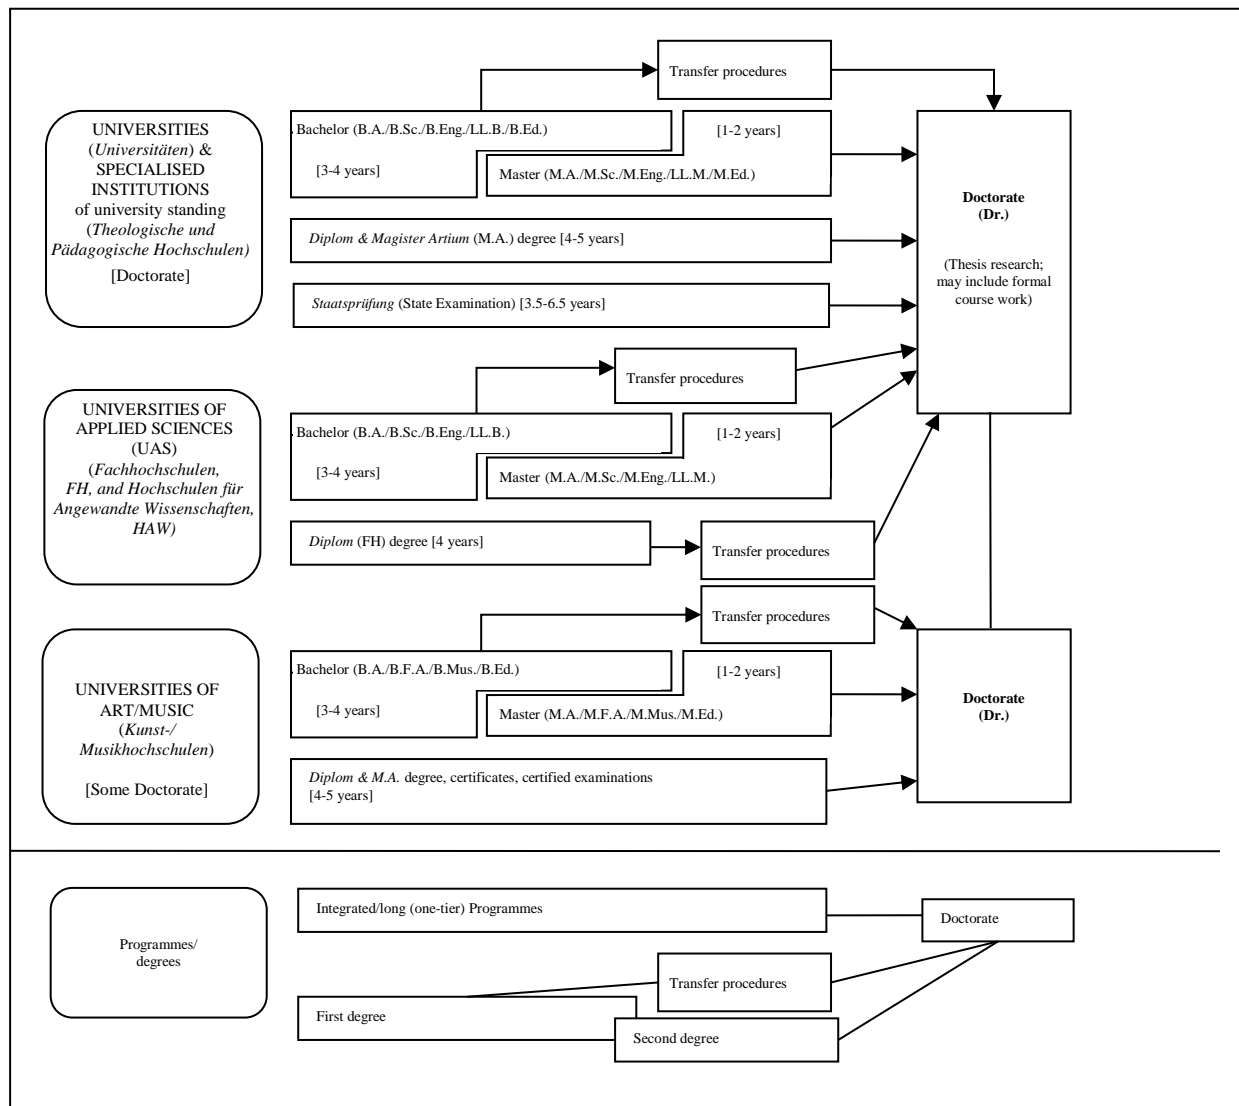 Transfer procedures
UNIVERSITIES
(Universitäten) &
SPECIALISED
INSTITUTIONS
of university standing
(Theologische und
Pädagogische Hochschulen)
[Doctorate]
Bachelor (B.A./B.Sc./B.Eng./LL.B./B.Ed.)
[3-4 years]
[1-2 years]
Master (M.A./M.Sc./M.Eng./LL.M./M.Ed.)
Diplom & Magister Artium (M.A.) degree [4-5 years]
Staatsprüfung (State Examination) [3.5-6.5 years]
Doctorate
(Dr.)
(Thesis research;
may include formal
course work)
Transfer procedures
UNIVERSITIES OF
APPLIED SCIENCES
(UAS)
(Fachhochschulen,
FH, and Hochschulen für
Angewandte Wissenschaften,
HAW)
Bachelor (B.A./B.Sc./B.Eng./LL.B.)
[3-4 years]
[1-2 years]
Master (M.A./M.Sc./M.Eng./LL.M.)
Diplom (FH) degree [4 years]
Transfer procedures
Transfer procedures
UNIVERSITIES OF
ART/MUSIC
(Kunst-/
Musikhochschulen)
[Some Doctorate]
Bachelor (B.A./B.F.A./B.Mus./B.Ed.)
[3-4 years]
[1-2 years]
Master (M.A./M.F.A./M.Mus./M.Ed.)
Diplom & M.A. degree, certificates, certified examinations
[4-5 years]
Doctorate
(Dr.)
Programmes/
degrees
Integrated/long (one-tier) Programmes
Doctorate
Transfer procedures
First degree
Second degree